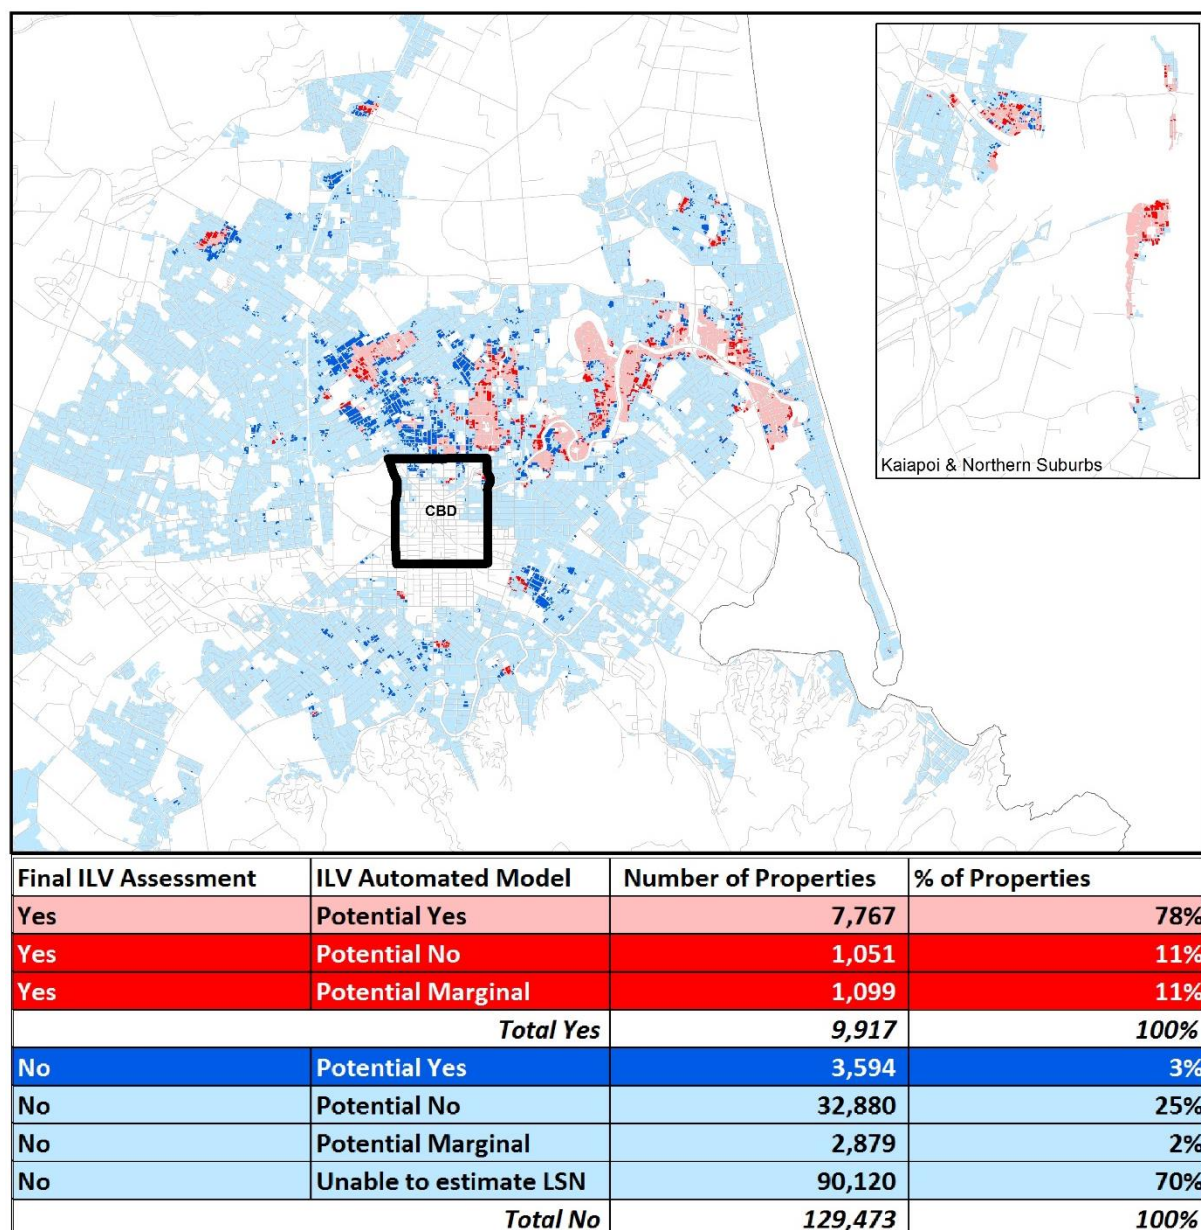 Kaiapoi & Northern Suburbs
CBD
Final ILV Assessment ILV Automated Model Number of Properties % of Properties
Yes Potential Yes 7,767 78%
Yes Potential No 1,051 11%
Yes Potential Marginal 1,099 11%
Total Yes 9,917 100%
No Potential Yes 3,594 3%
No Potential No 32,880 25%
No Potential Marginal 2,879 2%
No Unable to estimate LSN 90,120 70%
Total No 129,473 100%